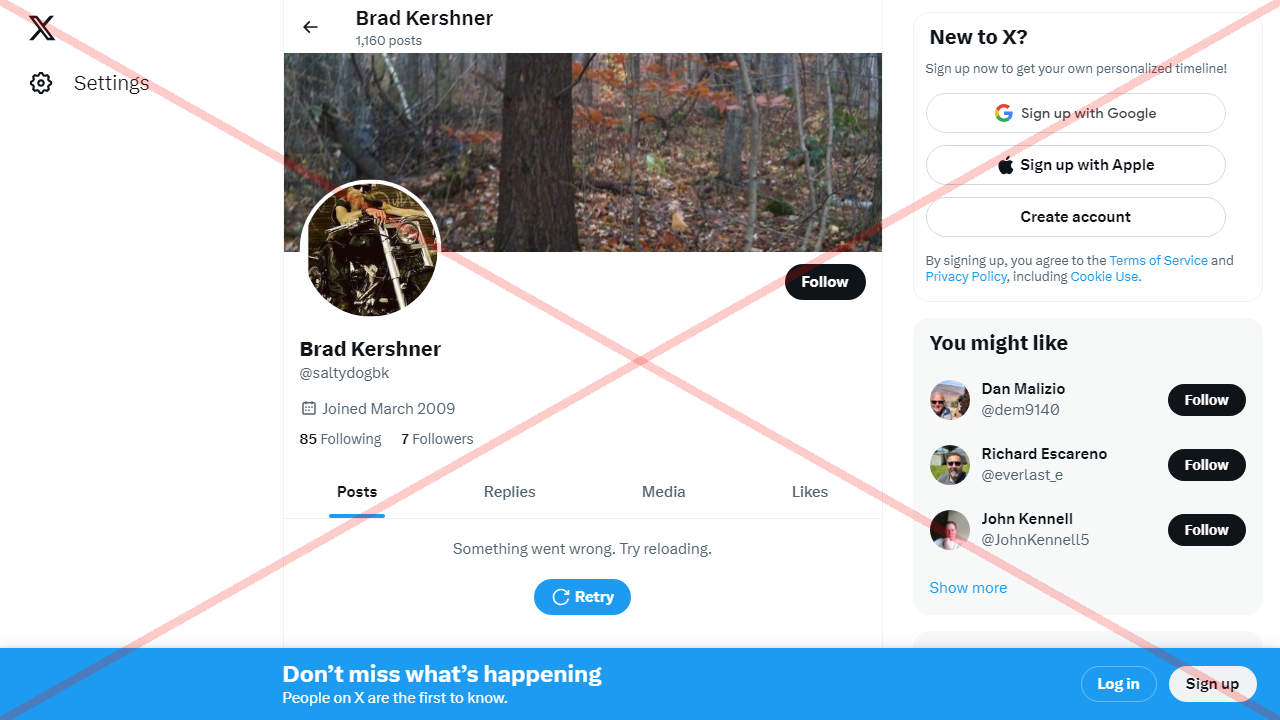 Settings
Brad Kershner
1,160 posts
Follow
Brad Kershner
@saltydogbk
Joined March 2009
85 Following 7 Followers
Posts Replies Media Likes
Something went wrong. Try reloading.
Retry
New to X?
Sign up now to get your own personalized timeline!
Sign up with Google
Sign up with Apple
Create account
By signing up, you agree to the Terms of Service and
Privacy Policy, including Cookie Use.
You might like
Dan Malizio
@dem9140
Follow
Richard Escareno
@everlast_e
Follow
John Kennell
@JohnKennell5
Follow
Show more
Don’t miss what’s happening
People on X are the first to know.
Log in
Sign up